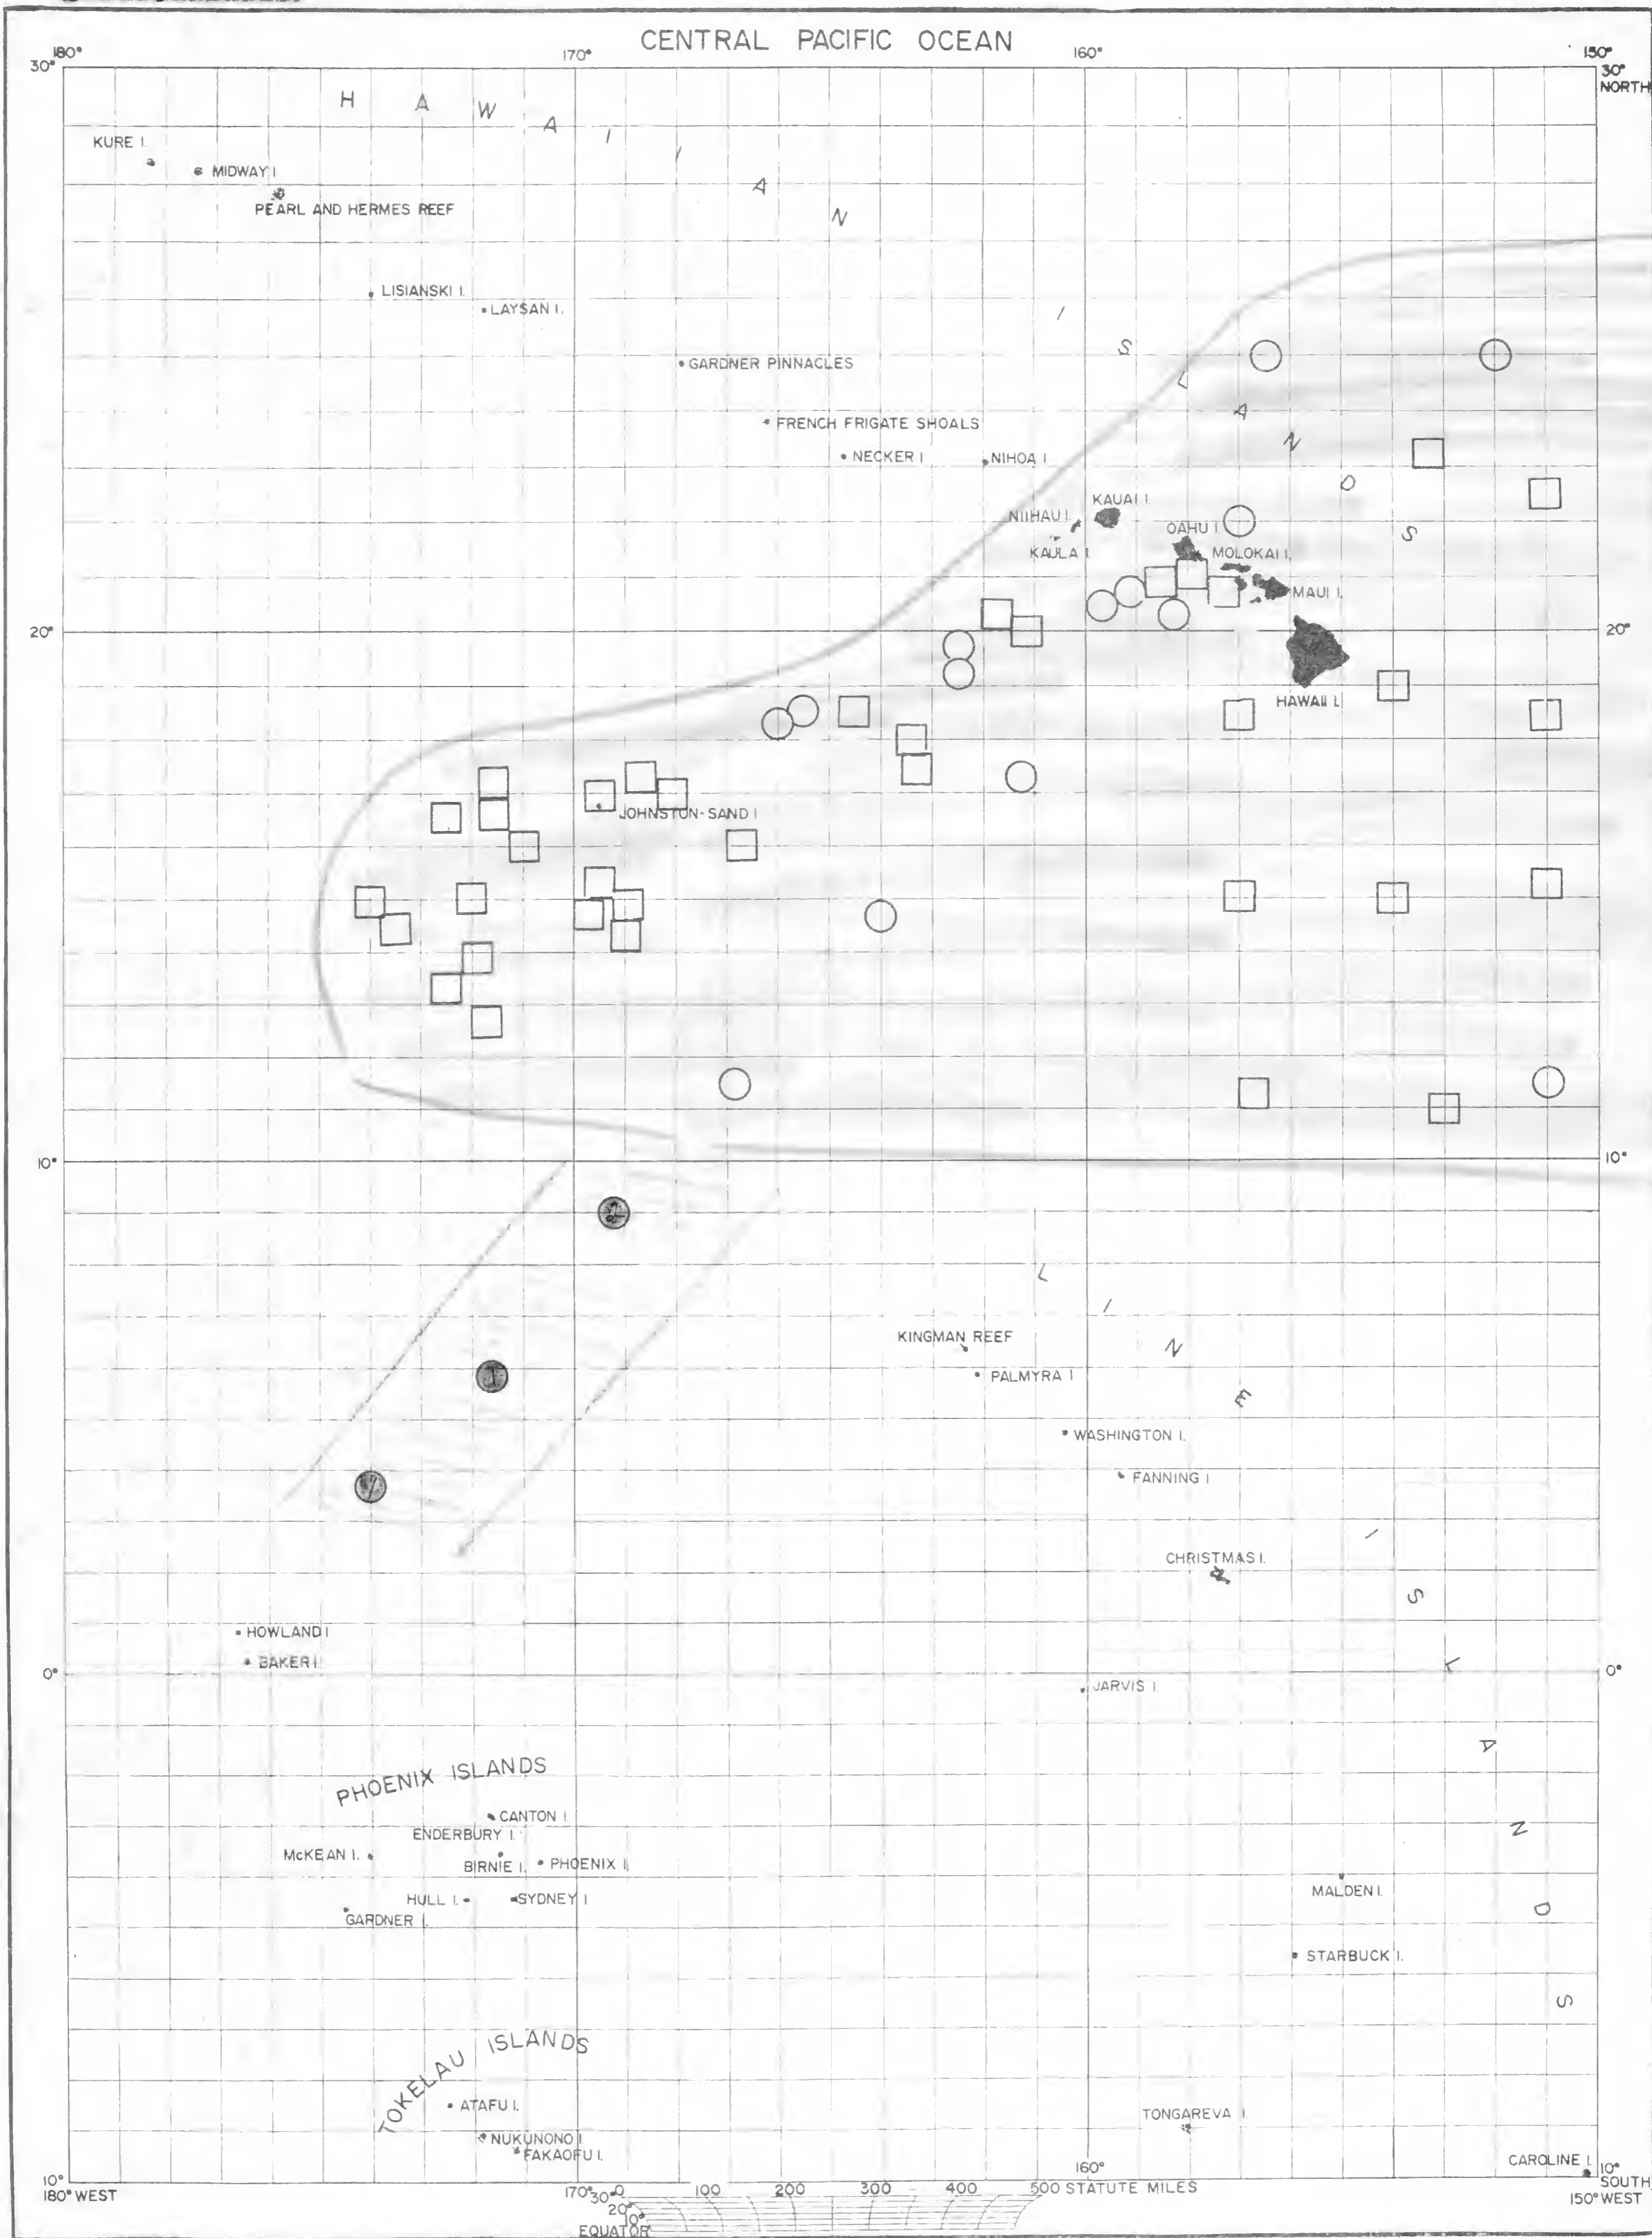 CENTRAL PACIFIC OCEAN
180° 170° 160° 150°
30° 30°
NORTH
H A W A I I A N I S L A N D S
KURE I.
MIDWAY I
PEARL AND HERMES REEF
LISIANSKI I.
LAYSAN I.
GARDNER PINNACLES
FRENCH FRIGATE SHOALS
NECKER I
NIHOA I
KAUAI I.
NIIHAU I.
OAHU I.
KAULA I
MOLOKAI I.
MAUI I.
20° 20°
HAWAII I.
JOHNSTON-SAND I
10° 10°
L I N E I S L A N D S
KINGMAN REEF
1
PALMYRA I
WASHINGTON I.
FANNING I
CHRISTMAS I.
HOWLAND I
BAKER I.
0° 0°
JARVIS I.
PHOENIX ISLANDS
CANTON I.
ENDERBURY I.
McKEAN I.
BIRNIE I.
PHOENIX I.
MALDEN I.
HULL I.
SYDNEY I
GARDNER I.
STARBUCK I.
TOKELAU ISLANDS
ATAFU I.
TONGAREVA I.
NUKUNONO I.
FAKAOFU I.
CAROLINE I.
10° 160° 10°
SOUTH
180° WEST 170° 150° WEST
30° 0 100 200 300 400 500 STATUTE MILES
20°
10°
EQUATOR